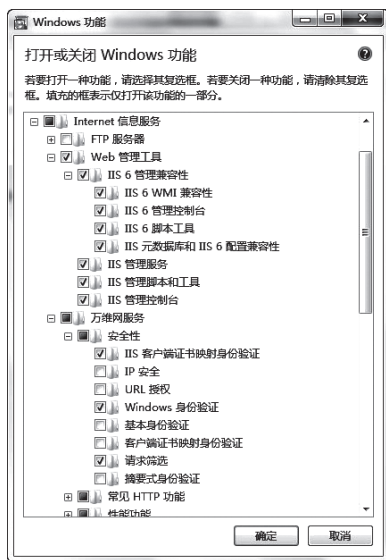 Windows 功能
打开或关闭 Windows 功能
若要打开一种功能，请选择其复选框。若要关闭一种功能，请清除其复选
框。填充的框表示仅打开该功能的一部分。
Internet 信息服务
FTP 服务器
Web 管理工具
IIS 6 管理兼容性
IIS 6 WMI 兼容性
IIS 6 管理控制台
IIS 6 脚本工具
IIS 元数据库和 IIS 6 配置兼容性
IIS 管理服务
IIS 管理脚本和工具
IIS 管理控制台
万维网服务
安全性
IIS 客户端证书映射身份验证
IP 安全
URL 授权
Windows 身份验证
基本身份验证
客户端证书映射身份验证
请求筛选
摘要式身份验证
常见 HTTP 功能
性能功能
确定
取消